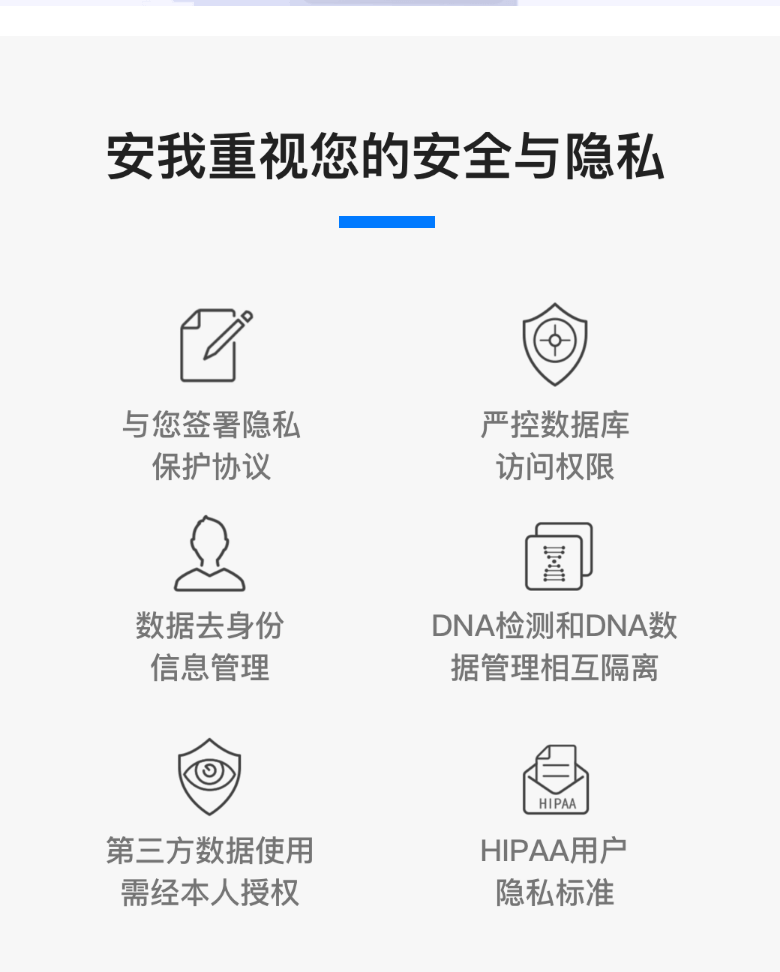 安我重视您的安全与隐私
与您签署隐私
保护协议
严控数据库
访问权限
数据去身份
信息管理
DNA检测和DNA数
据管理相互隔离
第三方数据使用
需经本人授权
HIPAA
HIPAA用户
隐私标准